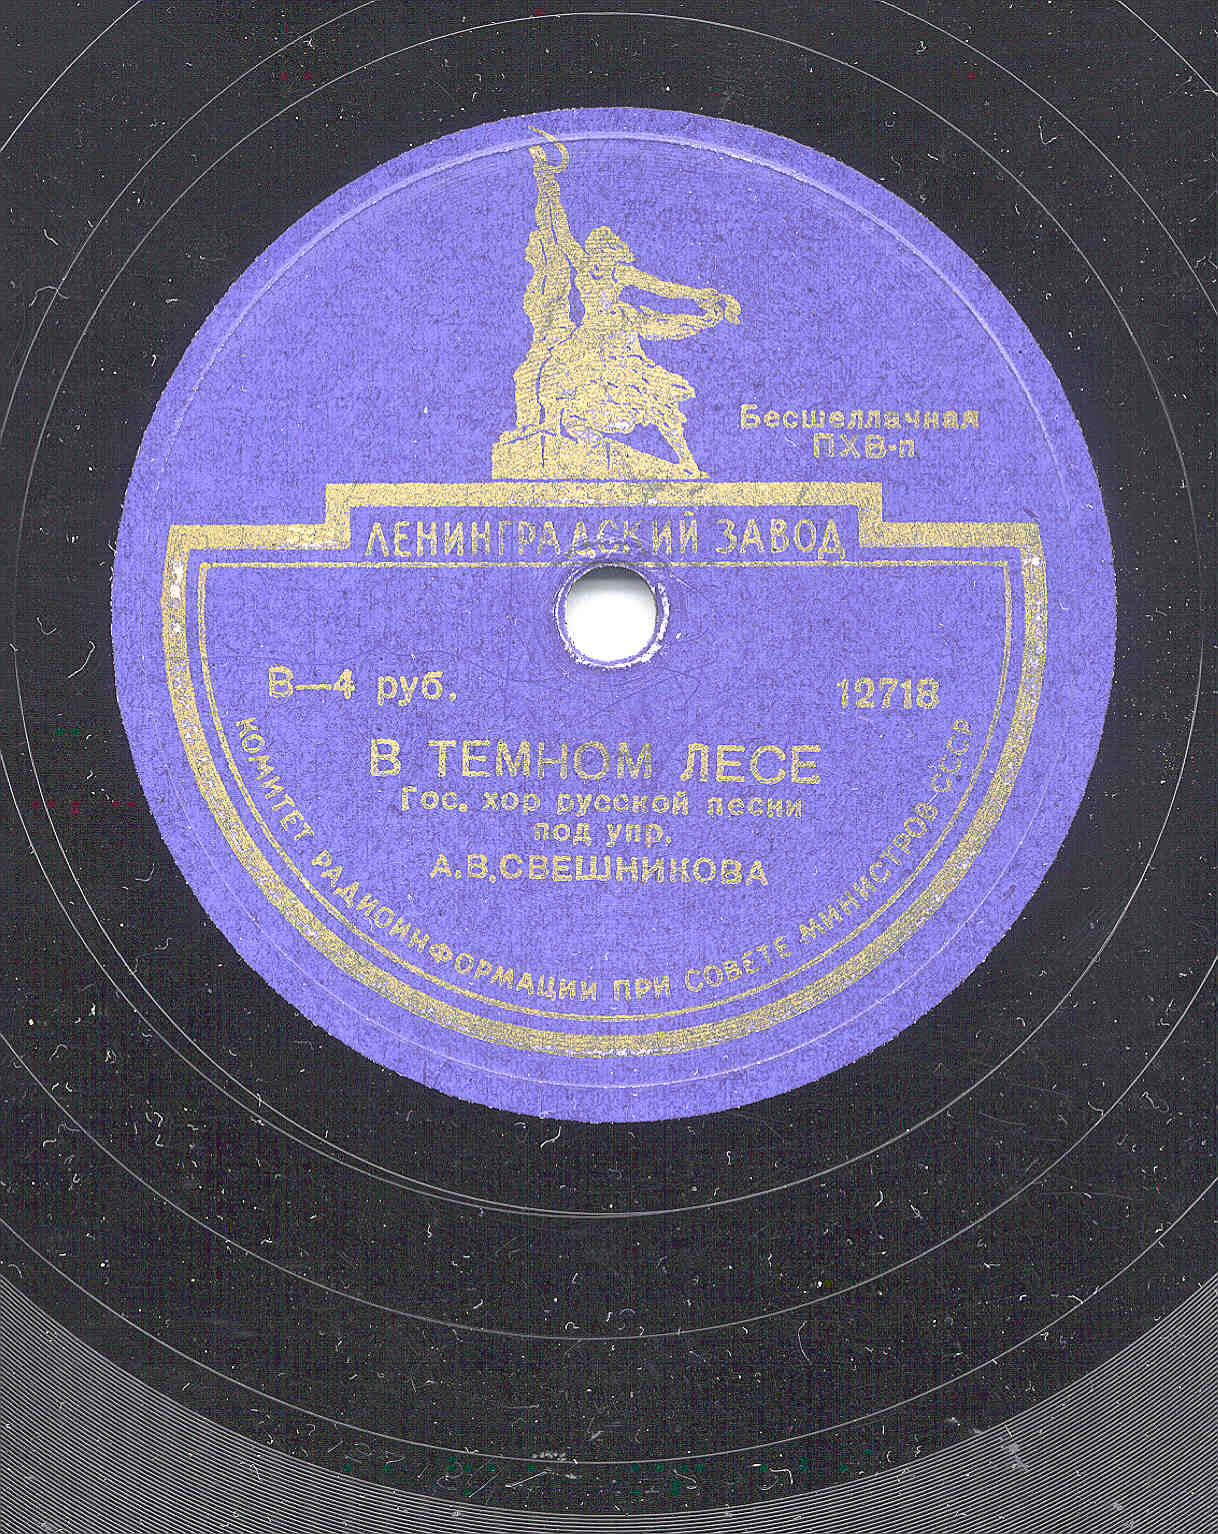 Бесшеллачная
ПХВ-п
ЛЕНИНГРАДСКИЙ ЗАВОД
В—4 руб.
12718
В ТЕМНОМ ЛЕСЕ
Гос. хор русской песни
под упр.
А.В.СВЕШНИКОВА
КОМИТЕТ РАДИОИНФОРМАЦИИ ПРИ СОВЕТЕ МИНИСТРОВ СССР